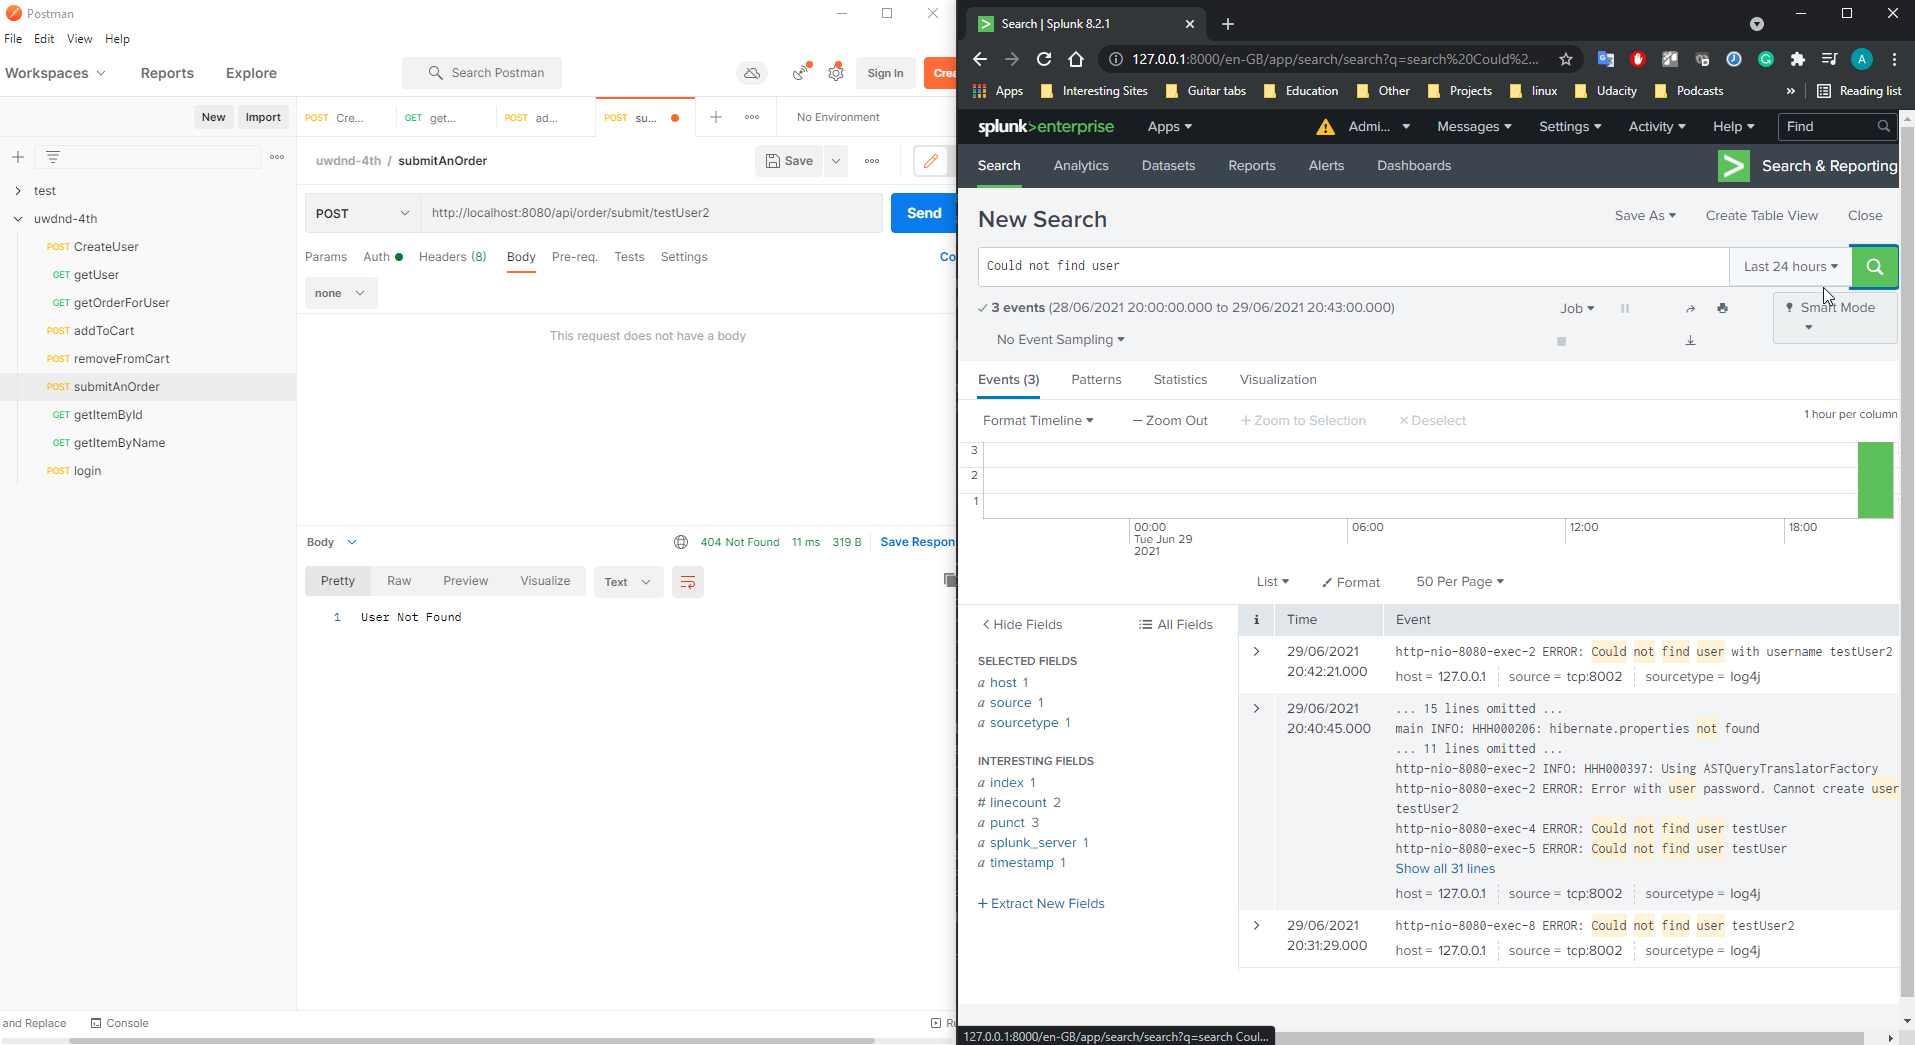 Postman
File Edit View Help
Workspaces Reports Explore Search Postman Sign In Crea
New Import
POST Cre... GET get... POST ad... POST su... No Environment
uwdnd-4th / submitAnOrder Save
test
uwdnd-4th
POST CreateUser
GET getUser
GET getOrderForUser
POST addToCart
POST removeFromCart
POST submitAnOrder
GET getItemById
GET getItemByName
POST login
POST http://localhost:8080/api/order/submit/testUser2 Send
Params Auth Headers (8) Body Pre-req. Tests Settings Co
none
This request does not have a body
Body 404 Not Found 11 ms 319 B Save Respon
Pretty Raw Preview Visualize Text
1 User Not Found
and Replace Console Ru
Search | Splunk 8.2.1
127.0.0.1:8000/en-GB/app/search/search?q=search%20Could%2... A
Apps Interesting Sites Guitar tabs Education Other Projects linux Udacity Podcasts » Reading list
splunk>enterprise Apps Admi... Messages Settings Activity Help Find
Search Analytics Datasets Reports Alerts Dashboards Search & Reporting
New Search Save As Create Table View Close
Could not find user Last 24 hours
3 events (28/06/2021 20:00:00.000 to 29/06/2021 20:43:00.000) Job Smart Mode
No Event Sampling
Events (3) Patterns Statistics Visualization
Format Timeline — Zoom Out + Zoom to Selection × Deselect
1 hour per column
3
2
1
00:00 06:00 12:00 18:00
Tue Jun 29
2021
List Format 50 Per Page
< Hide Fields All Fields
SELECTED FIELDS
a host 1
a source 1
a sourcetype 1
INTERESTING FIELDS
a index 1
# linecount 2
a punct 3
a splunk_server 1
a timestamp 1
+ Extract New Fields
i Time Event
29/06/2021
20:42:21.000
http-nio-8080-exec-2 ERROR: Could not find user with username testUser2
host = 127.0.0.1 source = tcp:8002 sourcetype = log4j
29/06/2021
20:40:45.000
... 15 lines omitted ...
main INFO: HHH000206: hibernate.properties not found
... 11 lines omitted ...
http-nio-8080-exec-2 INFO: HHH000397: Using ASTQueryTranslatorFactory
http-nio-8080-exec-2 ERROR: Error with user password. Cannot create user
testUser2
http-nio-8080-exec-4 ERROR: Could not find user testUser
http-nio-8080-exec-5 ERROR: Could not find user testUser
Show all 31 lines
host = 127.0.0.1 source = tcp:8002 sourcetype = log4j
29/06/2021
20:31:29.000
http-nio-8080-exec-8 ERROR: Could not find user testUser2
host = 127.0.0.1 source = tcp:8002 sourcetype = log4j
127.0.0.1:8000/en-GB/app/search/search?q=search Coul...